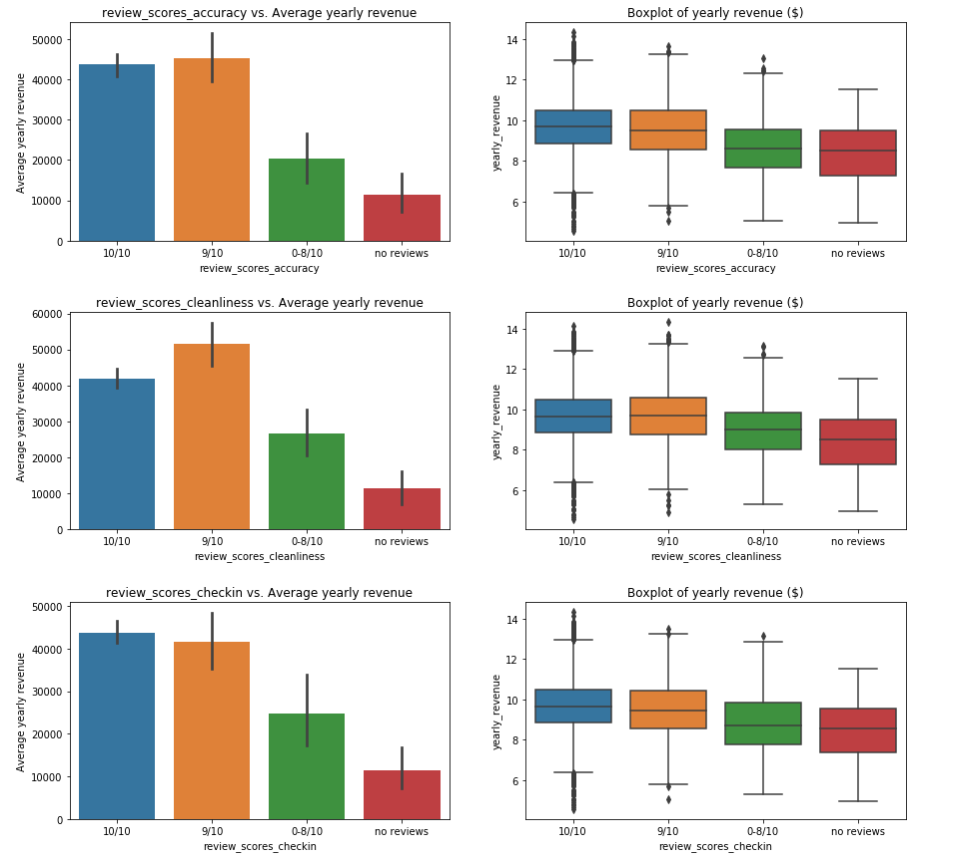 review_scores_accuracy vs. Average yearly revenue
Average yearly revenue
50000
40000
30000
20000
10000
0
10/10 9/10 0-8/10 no reviews
review_scores_accuracy
Boxplot of yearly revenue ($)
yearly_revenue
14
12
10
8
6
10/10 9/10 0-8/10 no reviews
review_scores_accuracy
review_scores_cleanliness vs. Average yearly revenue
Average yearly revenue
60000
50000
40000
30000
20000
10000
0
10/10 9/10 0-8/10 no reviews
review_scores_cleanliness
Boxplot of yearly revenue ($)
yearly_revenue
14
12
10
8
6
10/10 9/10 0-8/10 no reviews
review_scores_cleanliness
review_scores_checkin vs. Average yearly revenue
Average yearly revenue
50000
40000
30000
20000
10000
0
10/10 9/10 0-8/10 no reviews
review_scores_checkin
Boxplot of yearly revenue ($)
yearly_revenue
14
12
10
8
6
10/10 9/10 0-8/10 no reviews
review_scores_checkin